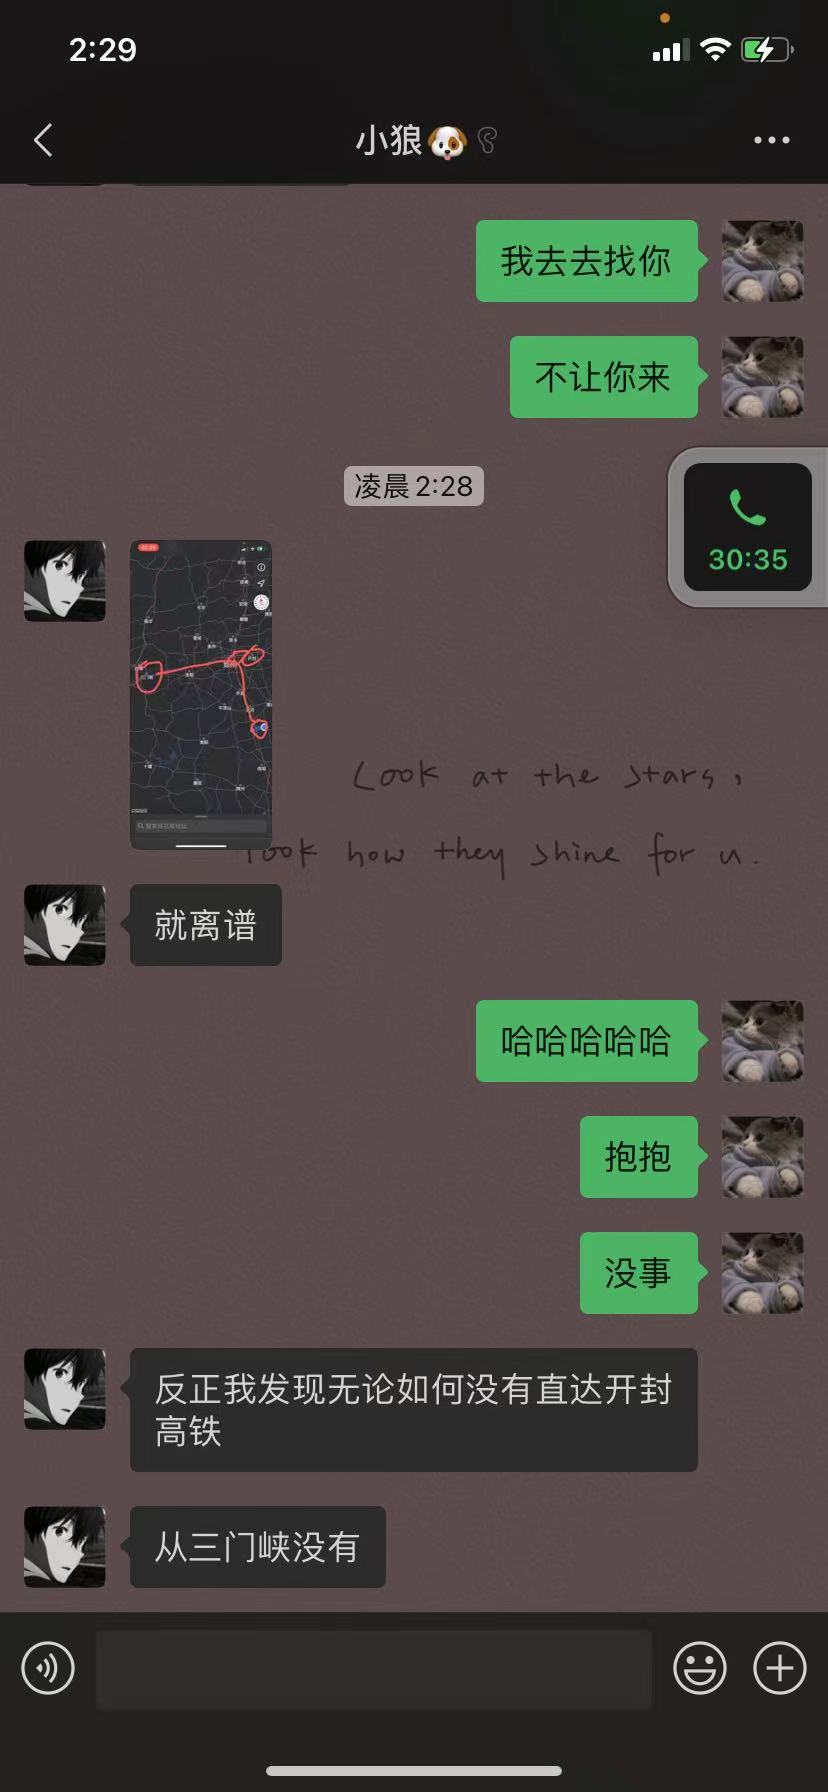 2:29
小狼🐶
我去去找你
不让你来
凌晨 2:28
30:35
Look at the stars,
look how they shine for u.
就离谱
哈哈哈哈哈
抱抱
没事
反正我发现无论如何没有直达开封
高铁
从三门峡没有